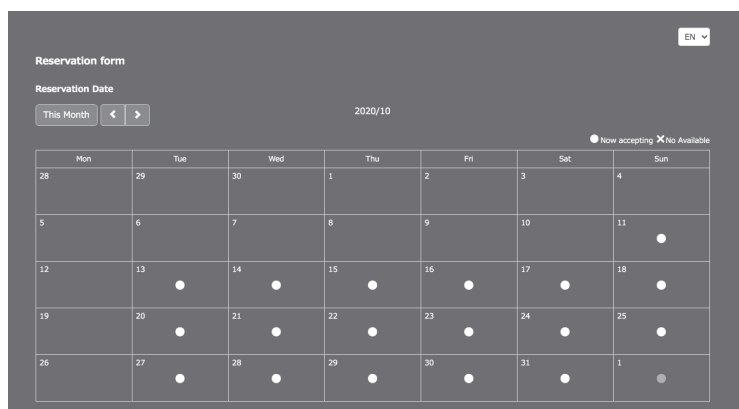 EN
Reservation form
Reservation Date
This Month
2020/10
Now accepting ✕No Available
Mon Tue Wed Thu Fri Sat Sun
28 29 30 1 2 3 4
5 6 7 8 9 10 11
12 13 14 15 16 17 18
19 20 21 22 23 24 25
26 27 28 29 30 31 1